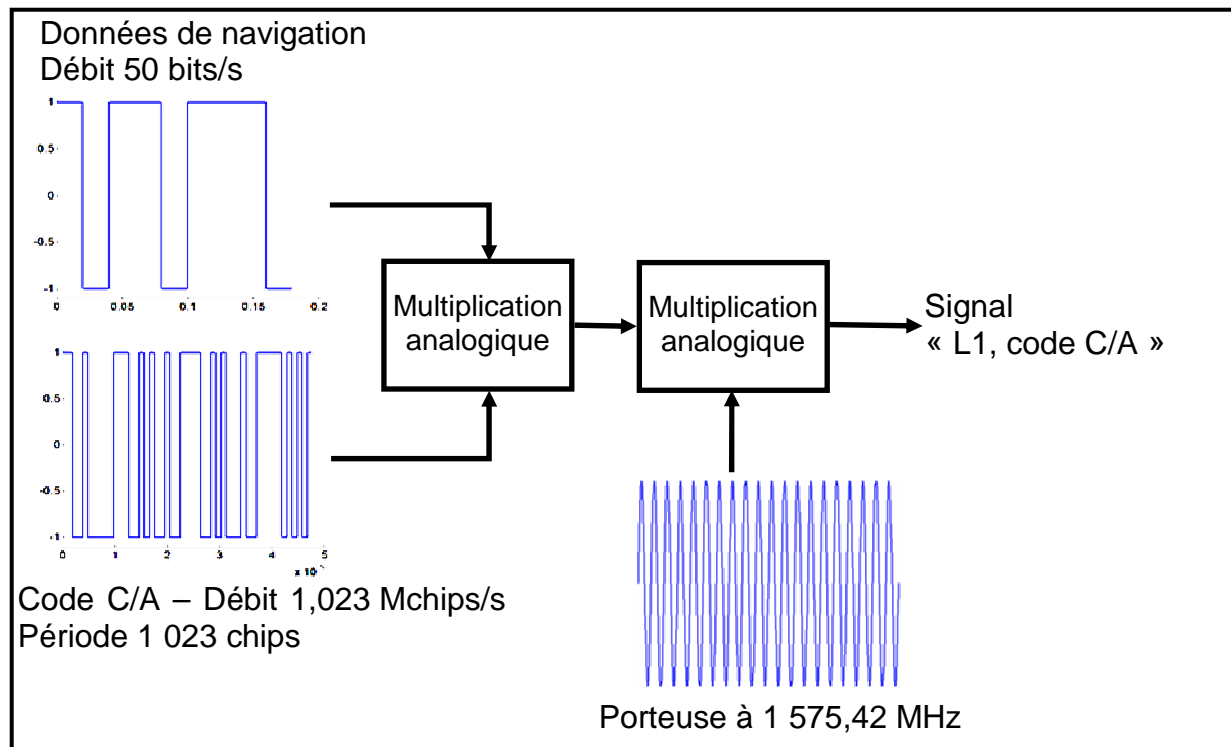 Données de navigation
Débit 50 bits/s
1
0.5
0
-0.5
-1
0 0.05 0.1 0.15 0.2
Multiplication
analogique
Multiplication
analogique
Signal
« L1, code C/A »
1
0.5
0
-0.5
-1
0 1 2 3 4 5
x 10
Code C/A – Débit 1,023 Mchips/s
Période 1 023 chips
Porteuse à 1 575,42 MHz